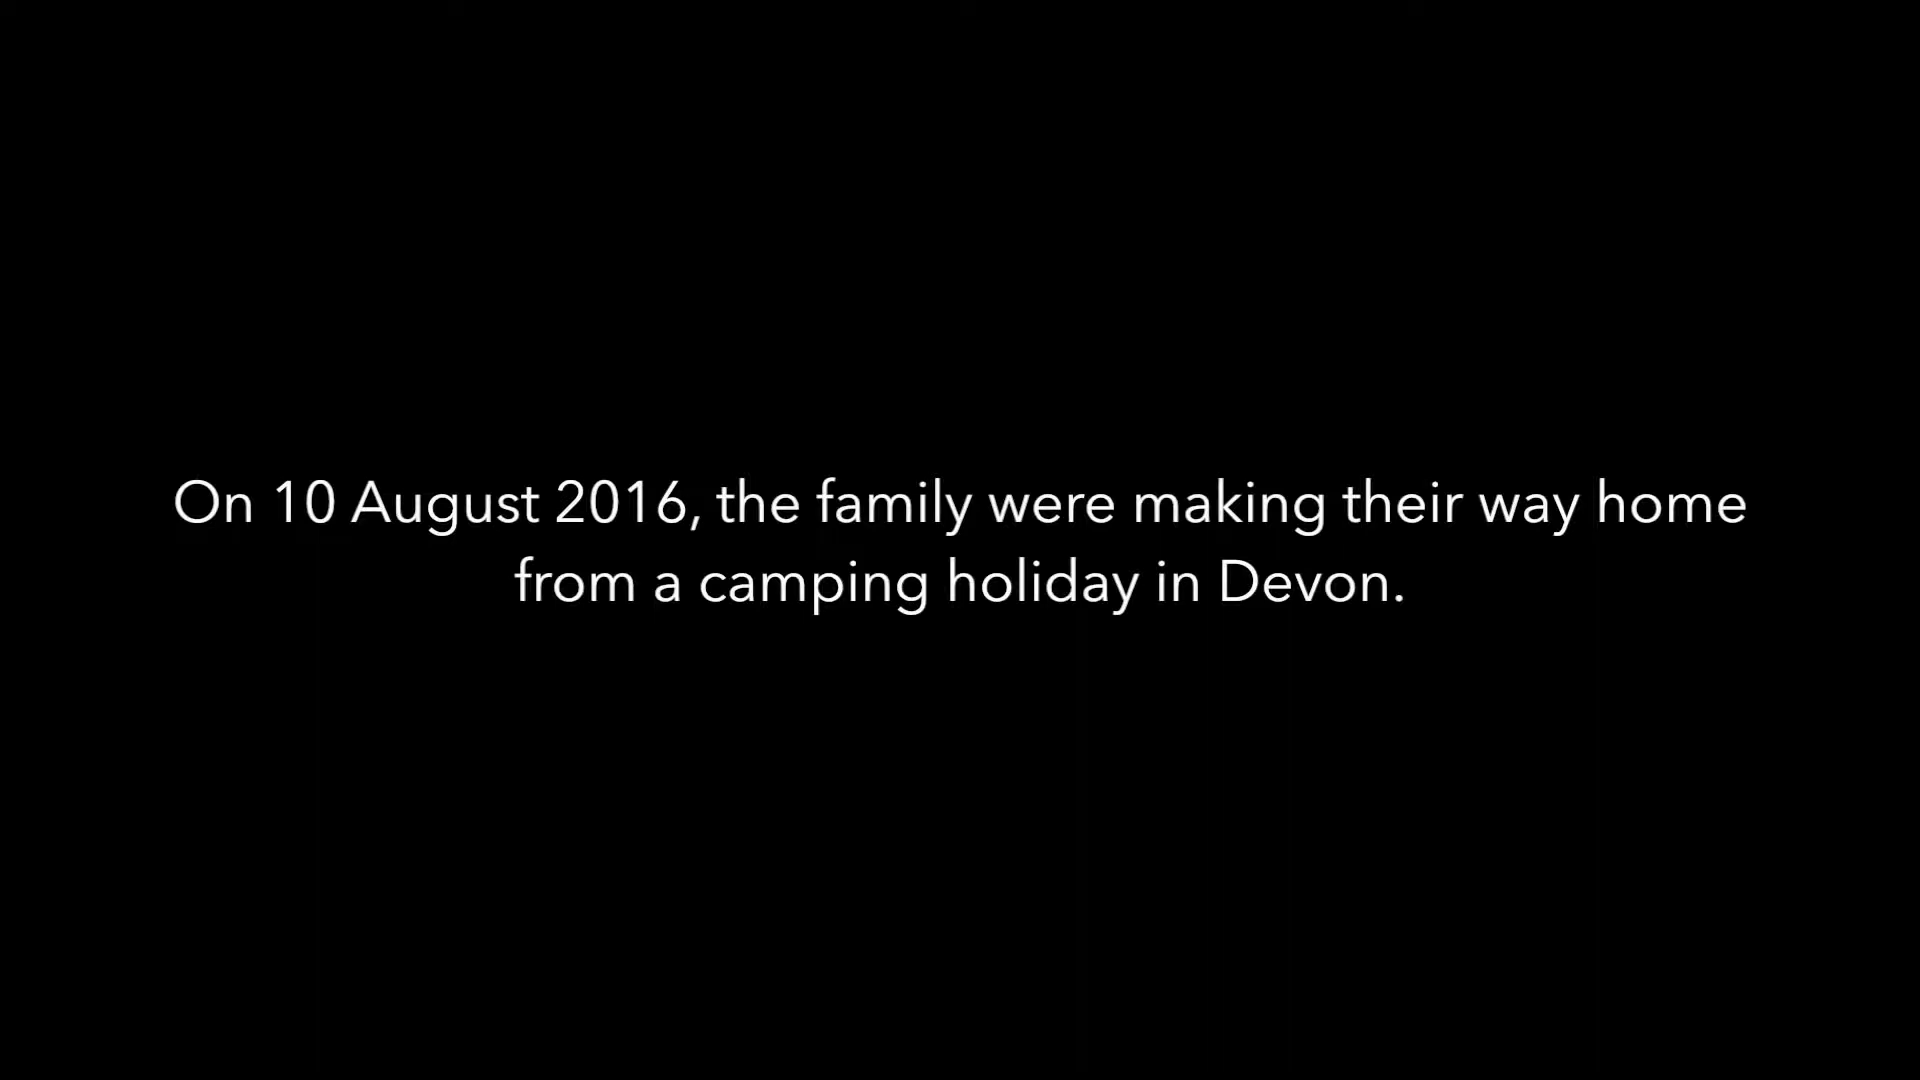 On 10 August 2016, the family were making their way home
from a camping holiday in Devon.